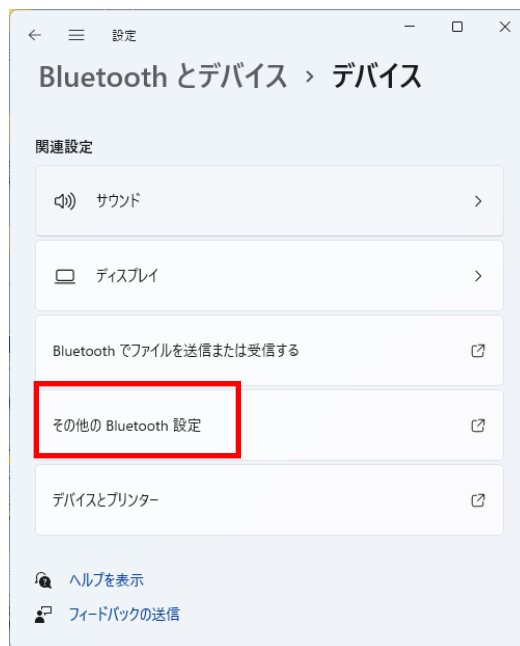 設定
Bluetooth とデバイス › デバイス
関連設定
サウンド
ディスプレイ
Bluetooth でファイルを送信または受信する
その他の Bluetooth 設定
デバイスとプリンター
ヘルプを表示
フィードバックの送信